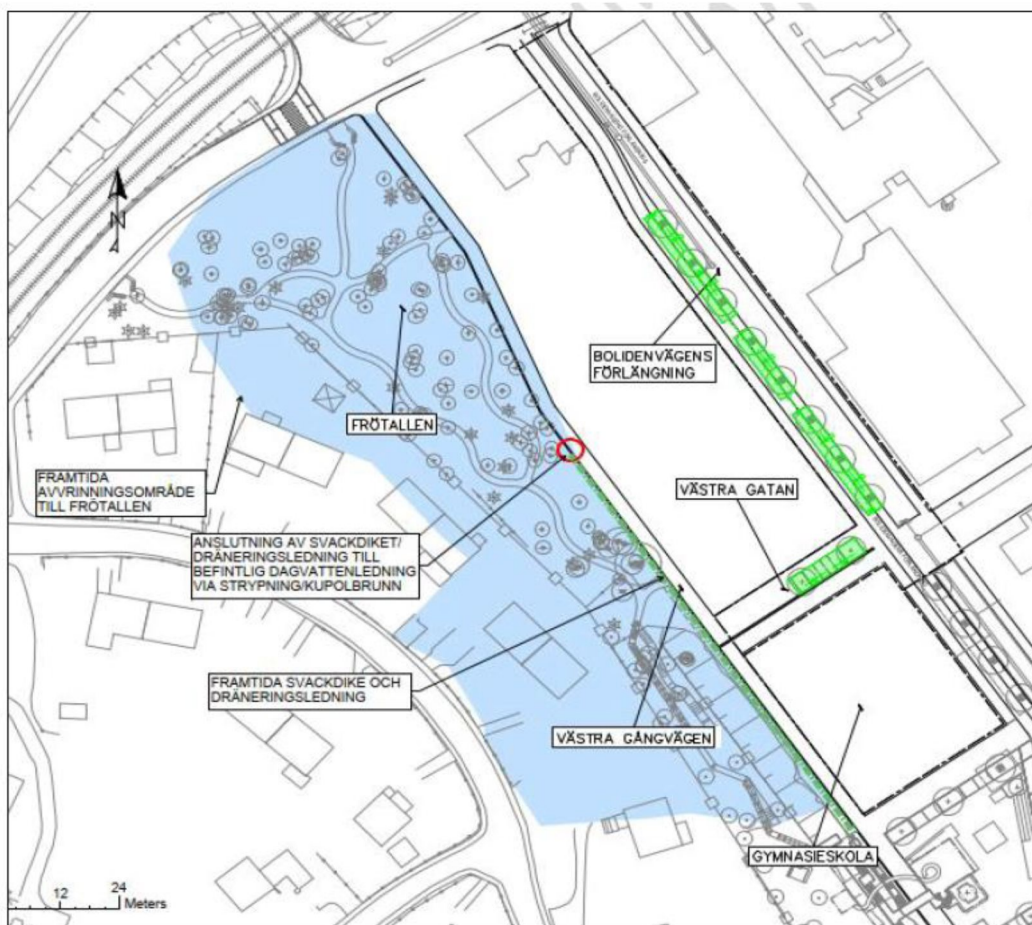 N
BOLIDENVÄGENS
FÖRLÄNGNING
FRÖTALLEN
FRAMTIDA
AVVRINNINGSOMRÅDE
TILL FRÖTALLEN
VÄSTRA GATAN
ANSLUTNING AV SVACKDIKET/
DRÄNERINGSLEDNING TILL
BEFINTLIG DAGVATTENLEDNING
VIA STRYPNING/KUPOLBRUNN
FRAMTIDA SVACKDIKE OCH
DRÄNERINGSLEDNING
VÄSTRA GÅNGVÄGEN
GYMNASIESKOLA
12 24
Meters